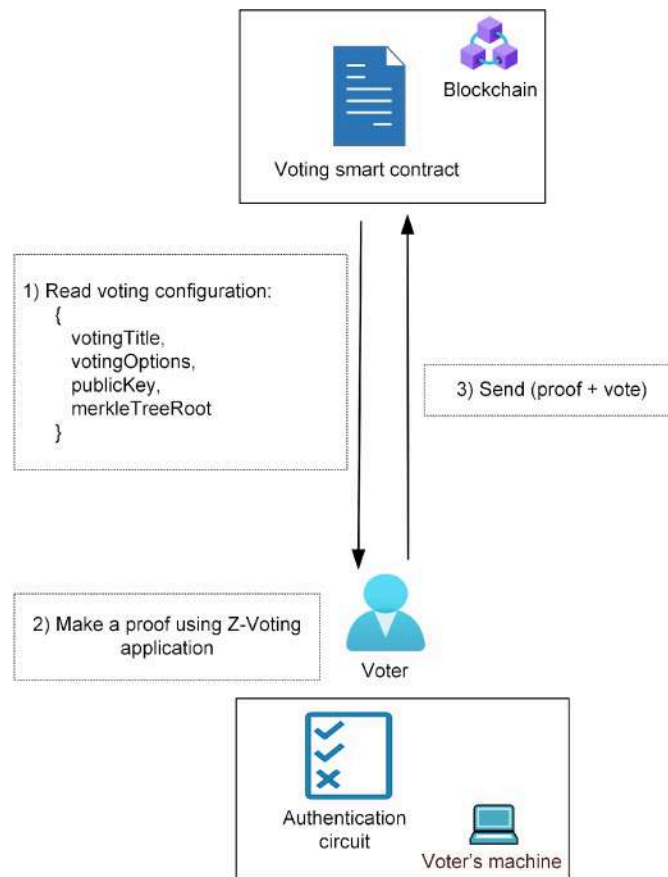 Blockchain
Voting smart contract
1) Read voting configuration:
{
votingTitle,
votingOptions,
publicKey,
merkleTreeRoot
}
3) Send (proof + vote)
2) Make a proof using Z-Voting
application
Voter
Authentication
circuit
Voter's machine